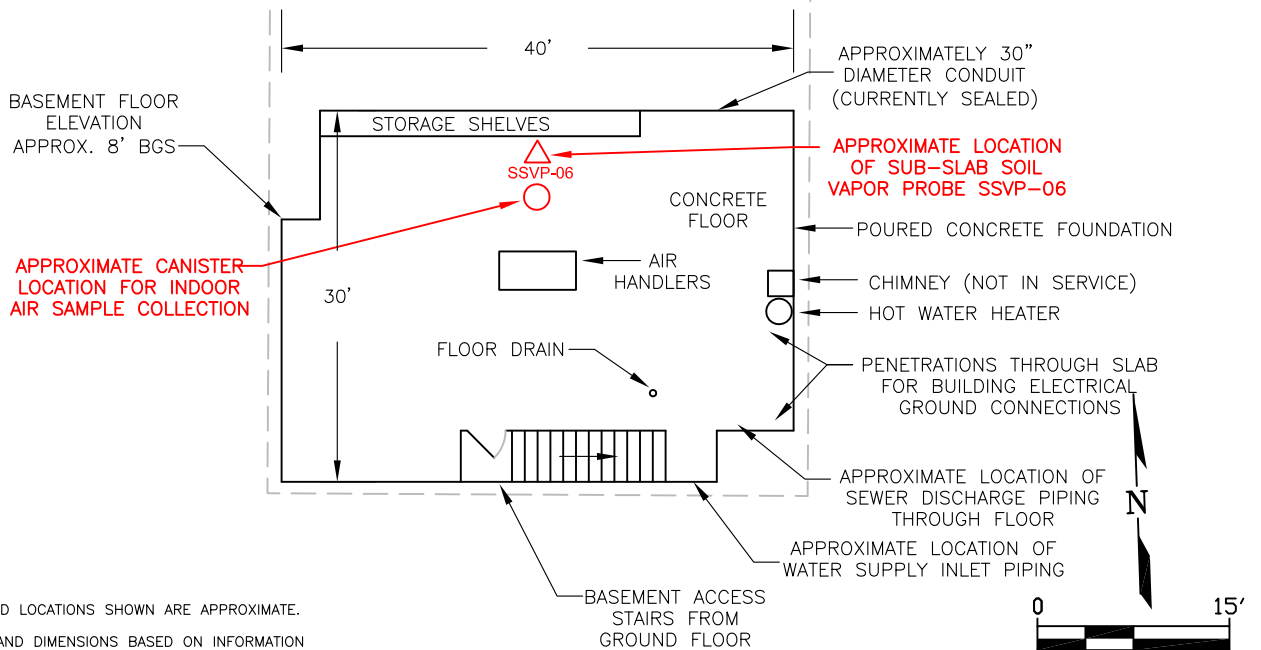 40'
APPROXIMATELY 30"
DIAMETER CONDUIT
(CURRENTLY SEALED)
BASEMENT FLOOR
ELEVATION
APPROX. 8' BGS
STORAGE SHELVES
SSVP-06
APPROXIMATE LOCATION
OF SUB-SLAB SOIL
VAPOR PROBE SSVP-06
CONCRETE
FLOOR
POURED CONCRETE FOUNDATION
APPROXIMATE CANISTER
LOCATION FOR INDOOR
AIR SAMPLE COLLECTION
30'
AIR
HANDLERS
CHIMNEY (NOT IN SERVICE)
HOT WATER HEATER
FLOOR DRAIN
PENETRATIONS THROUGH SLAB
FOR BUILDING ELECTRICAL
GROUND CONNECTIONS
APPROXIMATE LOCATION OF
SEWER DISCHARGE PIPING
THROUGH FLOOR
N
APPROXIMATE LOCATION OF
WATER SUPPLY INLET PIPING
BASEMENT ACCESS
STAIRS FROM
GROUND FLOOR
D LOCATIONS SHOWN ARE APPROXIMATE.
AND DIMENSIONS BASED ON INFORMATION
0 15'